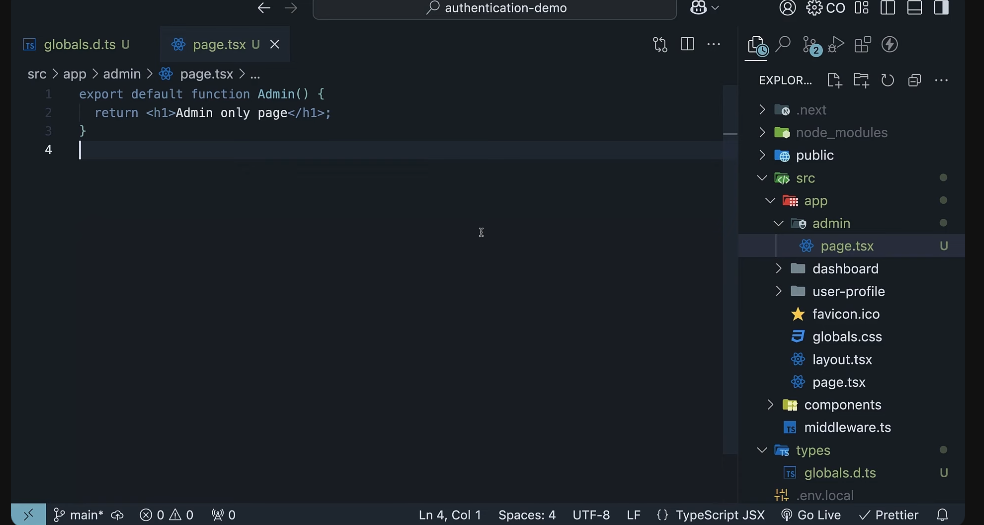 authentication-demo
CO
globals.d.ts U
page.tsx U
src > app > admin > page.tsx > ...
1 export default function Admin() {
2 return <h1>Admin only page</h1>;
3 }
4
2
EXPLOR...
.next
node_modules
public
src
app
admin
page.tsx U
dashboard
user-profile
favicon.ico
globals.css
layout.tsx
page.tsx
components
middleware.ts
types
globals.d.ts U
.env.local
main*
0 0
0
Ln 4, Col 1
Spaces: 4
UTF-8
LF
{} TypeScript JSX
Go Live
Prettier